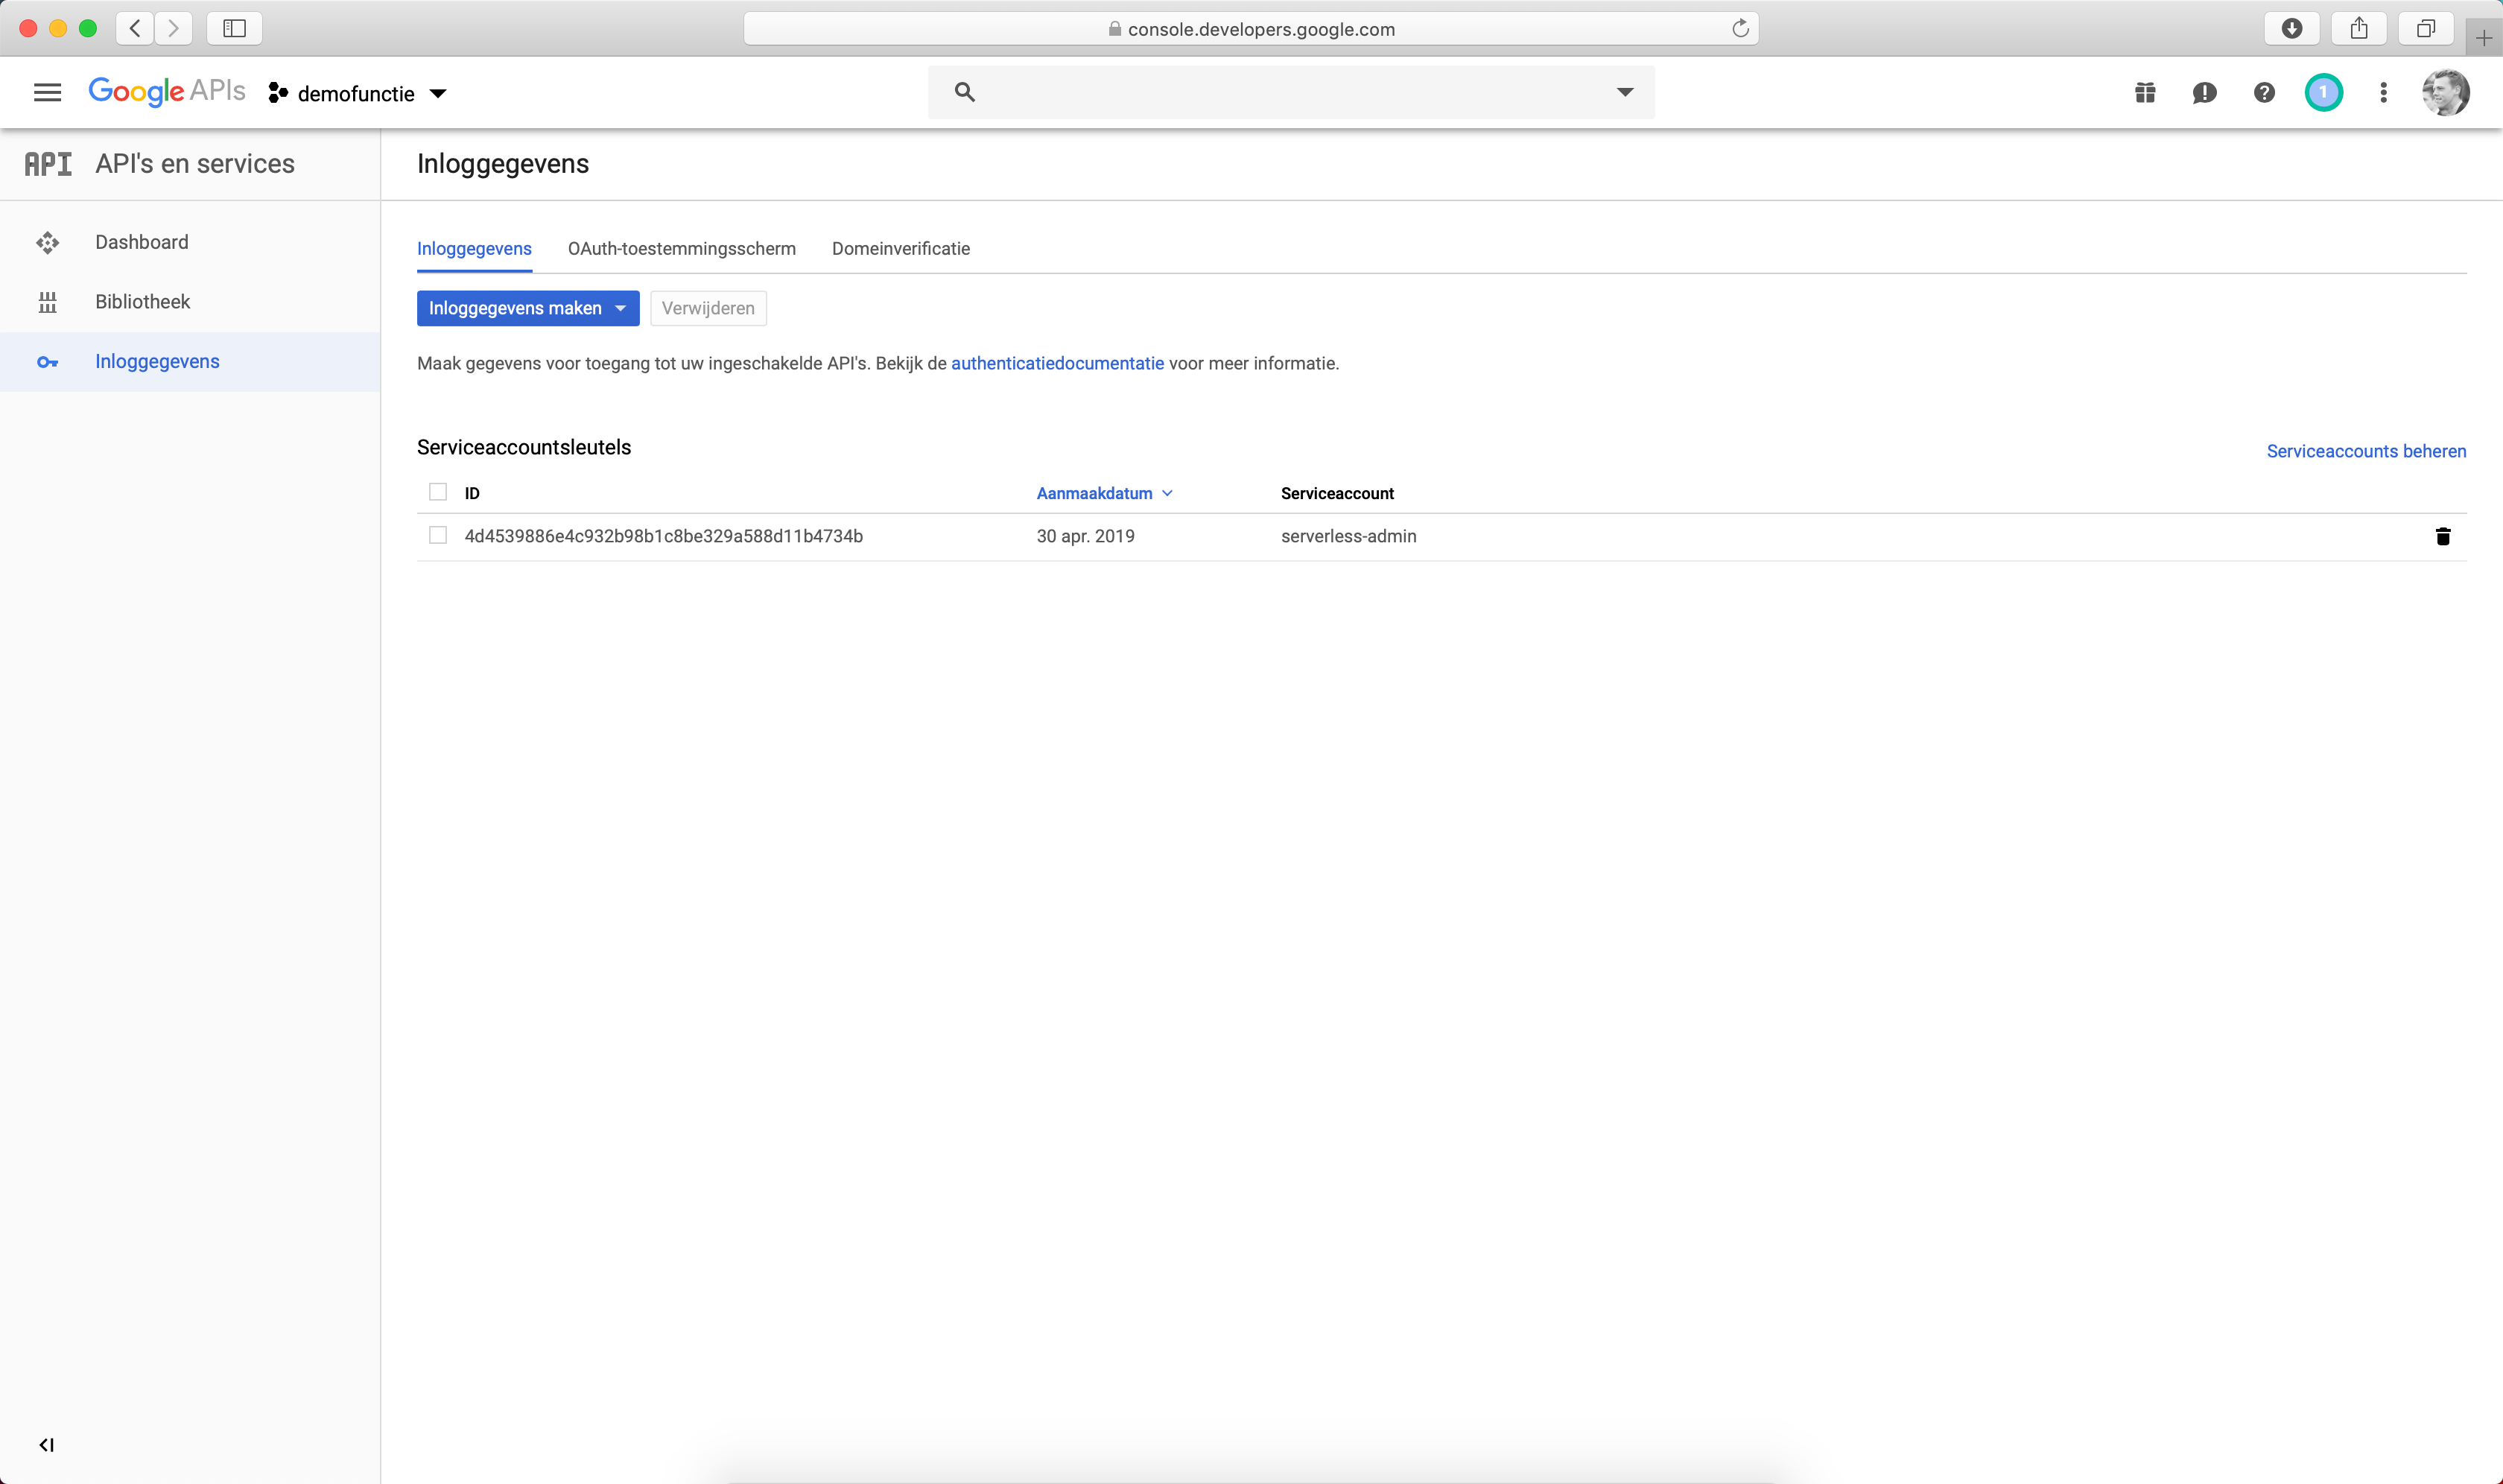 console.developers.google.com
Google APIs demofunctie
1
API API's en services
Inloggegevens
Dashboard
Bibliotheek
Inloggegevens
Inloggegevens OAuth-toestemmingsscherm Domeinverificatie
Inloggegevens maken Verwijderen
Maak gegevens voor toegang tot uw ingeschakelde API's. Bekijk de authenticatiedocumentatie voor meer informatie.
Serviceaccountsleutels Serviceaccounts beheren
ID Aanmaakdatum Serviceaccount
4d4539886e4c932b98b1c8be329a588d11b4734b 30 apr. 2019 serverless-admin